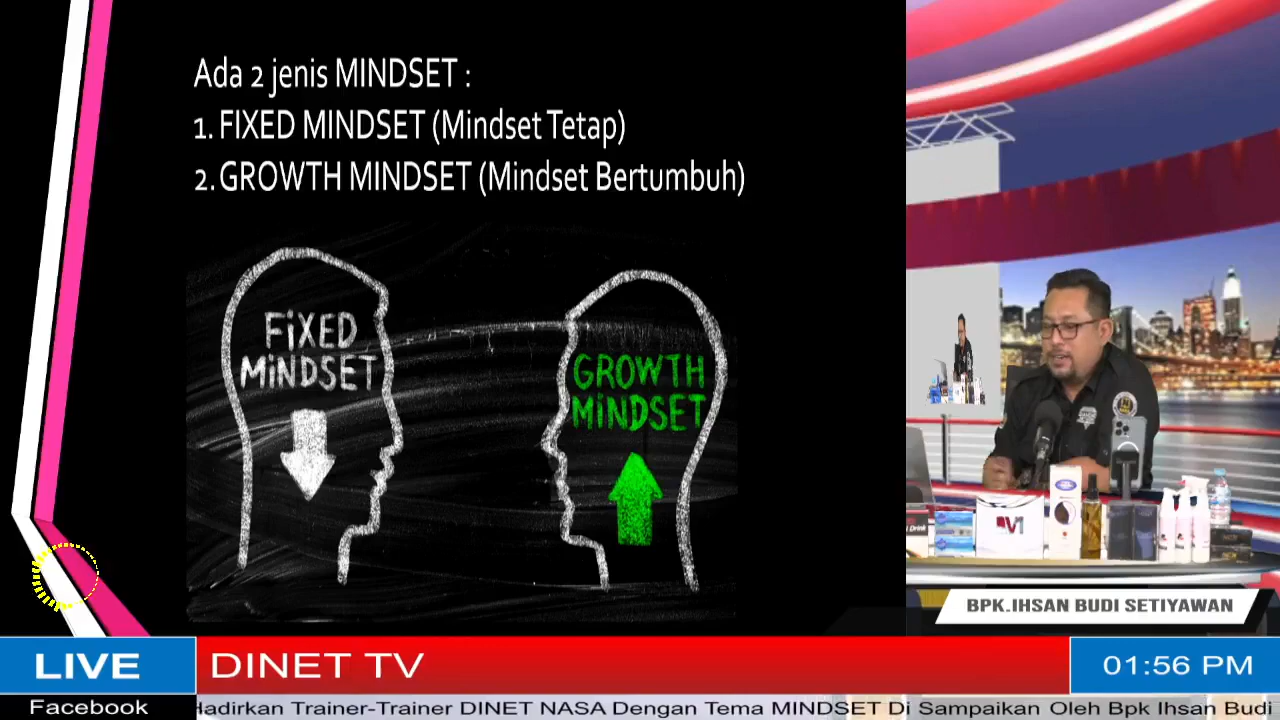 Ada 2 jenis MINDSET :
1. FIXED MINDSET (Mindset Tetap)
2. GROWTH MINDSET (Mindset Bertumbuh)
FiXED
MiNDSET
GROWTH
MiNDSET
V1
Drink
BPK.IHSAN BUDI SETIYAWAN
LIVE
DINET TV
01:56 PM
Facebook
Hadirkan Trainer-Trainer DINET NASA Dengan Tema MINDSET Di Sampaikan Oleh Bpk Ihsan Budi